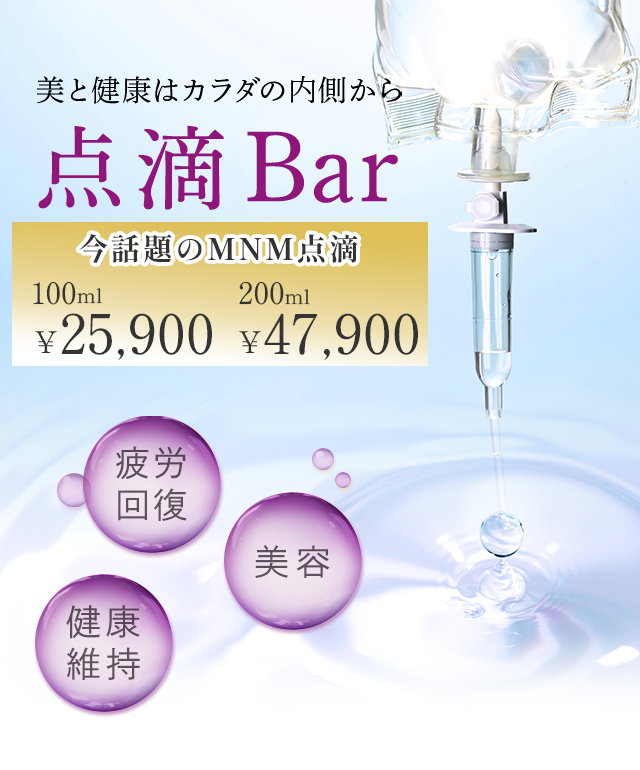 美と健康はカラダの内側から
点滴Bar
今話題のMNM点滴
100ml 200ml
￥25,900 ￥47,900
疲労
回復
美容
健康
維持